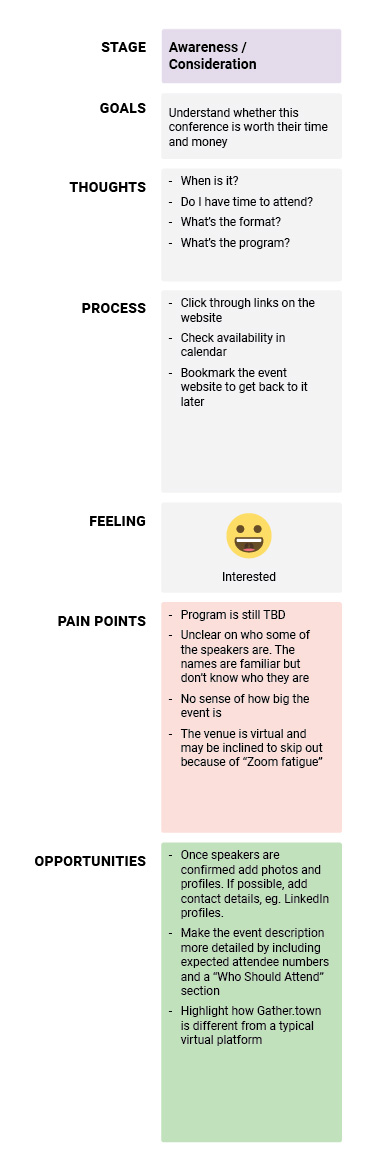 STAGE
Awareness /
Consideration
GOALS
Understand whether this
conference is worth their time
and money
THOUGHTS
- When is it?
- Do I have time to attend?
- What's the format?
- What's the program?
PROCESS
- Click through links on the
website
- Check availability in
calendar
- Bookmark the event
website to get back to it
later
FEELING
Interested
PAIN POINTS
- Program is still TBD
- Unclear on who some of
the speakers are. The
names are familiar but
don't know who they are
- No sense of how big the
event is
- The venue is virtual and
may be inclined to skip out
because of “Zoom fatigue”
OPPORTUNITIES
- Once speakers are
confirmed add photos and
profiles. If possible, add
contact details, eg. LinkedIn
profiles.
- Make the event description
more detailed by including
expected attendee numbers
and a “Who Should Attend”
section
- Highlight how Gather.town
is different from a typical
virtual platform